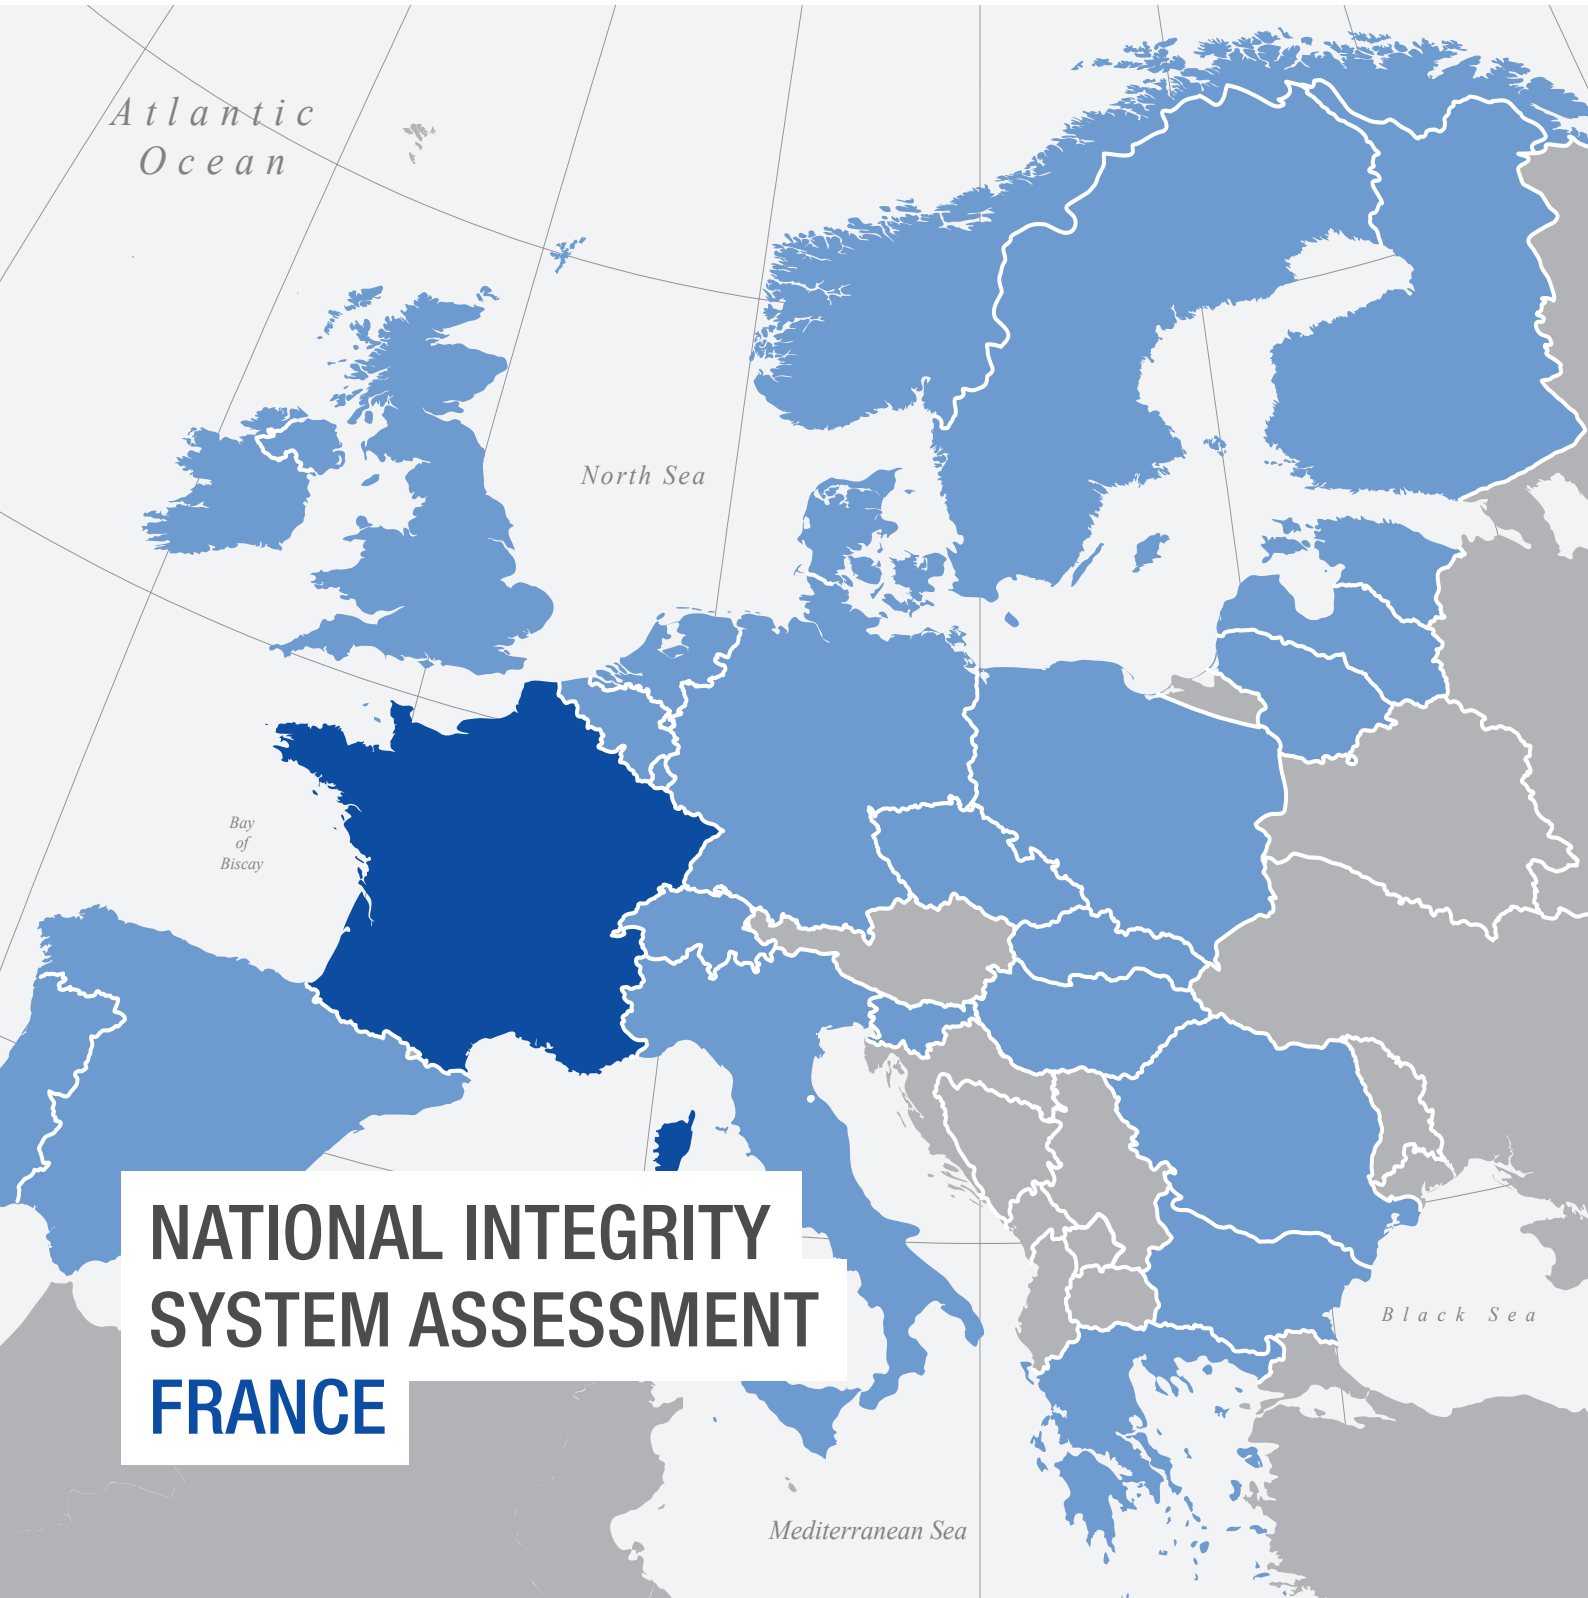 Atlantic
Ocean
North Sea
Bay
of
Biscay
NATIONAL INTEGRITY
SYSTEM ASSESSMENT
FRANCE
Black Sea
Mediterranean Sea